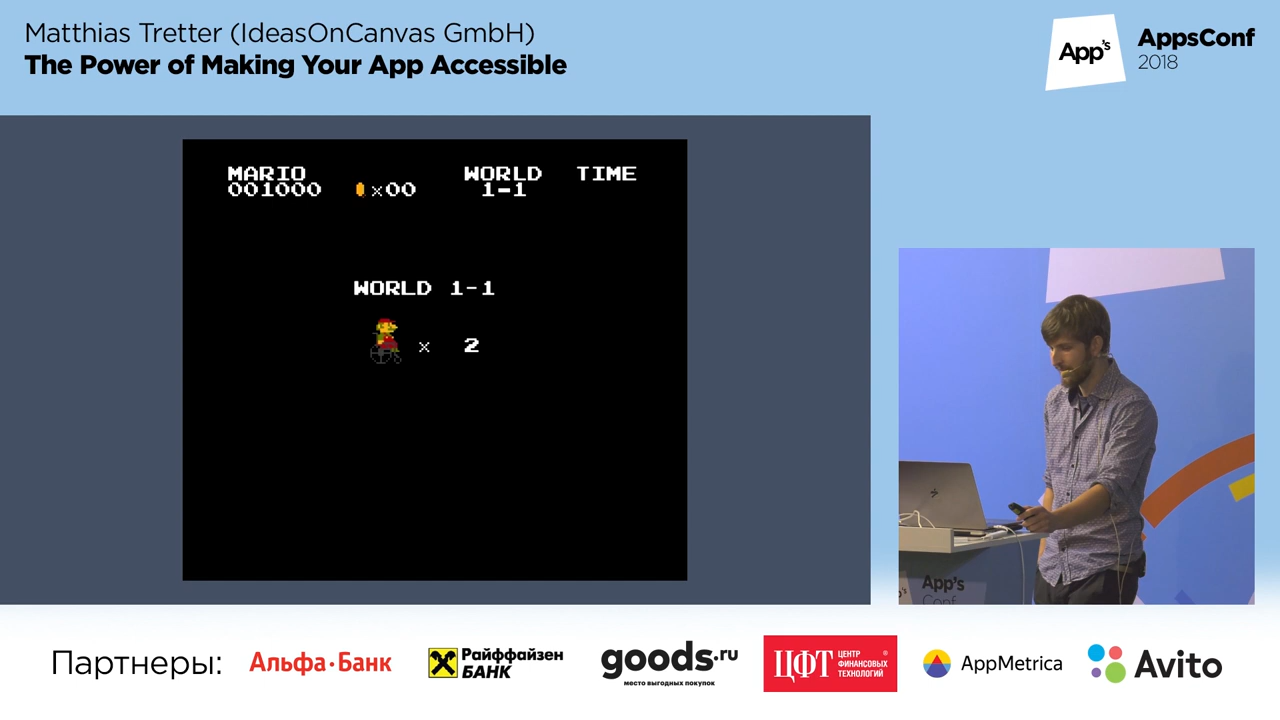 Matthias Tretter (IdeasOnCanvas GmbH)
The Power of Making Your App Accessible
App's
AppsConf
2018
MARIO WORLD TIME
001000 x00 1-1
WORLD 1-1
x 2
App's
Conf
Партнеры:
Альфа·Банк
Райффайзен
БАНК
goods.ru
место выгодных покупок
ЦФТ
ЦЕНТР
ФИНАНСОВЫХ
ТЕХНОЛОГИЙ
®
AppMetrica
Avito